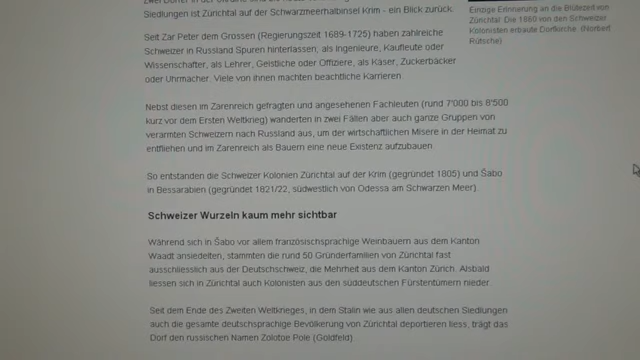 Siedlungen ist Zürichtal auf der Schwarzmeerhalbinsel Krim - ein Blick zurück.
Seit Zar Peter dem Grossen (Regierungszeit 1689-1725) haben zahlreiche
Schweizer in Russland Spuren hinterlassen; als Ingenieure, Kaufleute oder
Wissenschafter, als Lehrer, Geistliche oder Offiziere, als Käser, Zuckerbäcker
oder Uhrmacher. Viele von ihnen machten beachtliche Karrieren.
Nebst diesen im Zarenreich gefragten und angesehenen Fachleuten (rund 7'000 bis 8'500
kurz vor dem Ersten Weltkrieg) wanderten in zwei Fällen aber auch ganze Gruppen von
verarmten Schweizern nach Russland aus, um der wirtschaftlichen Misere in der Heimat zu
entfliehen und im Zarenreich als Bauern eine neue Existenz aufzubauen.
So entstanden die Schweizer Kolonien Zürichtal auf der Krim (gegründet 1805) und Šabo
in Bessarabien (gegründet 1821/22, südwestlich von Odessa am Schwarzen Meer).
Schweizer Wurzeln kaum mehr sichtbar
Während sich in Šabo vor allem französischsprachige Weinbauern aus dem Kanton
Waadt ansiedelten, stammten die rund 50 Gründerfamilien von Zürichtal fast
ausschliesslich aus der Deutschschweiz, die Mehrheit aus dem Kanton Zürich. Alsbald
liessen sich in Zürichtal auch Kolonisten aus den süddeutschen Fürstentümern nieder.
Seit dem Ende des Zweiten Weltkrieges, in dem Stalin wie aus allen deutschen Siedlungen
auch die gesamte deutschsprachige Bevölkerung von Zürichtal deportieren liess, trägt das
Dorf den russischen Namen Zolotoe Pole (Goldfeld).
Einzige Erinnerung an die Blütezeit von
Zürichtal: Die 1860 von den Schweizer
Kolonisten erbaute Dorfkirche. (Norbert
Rütsche)